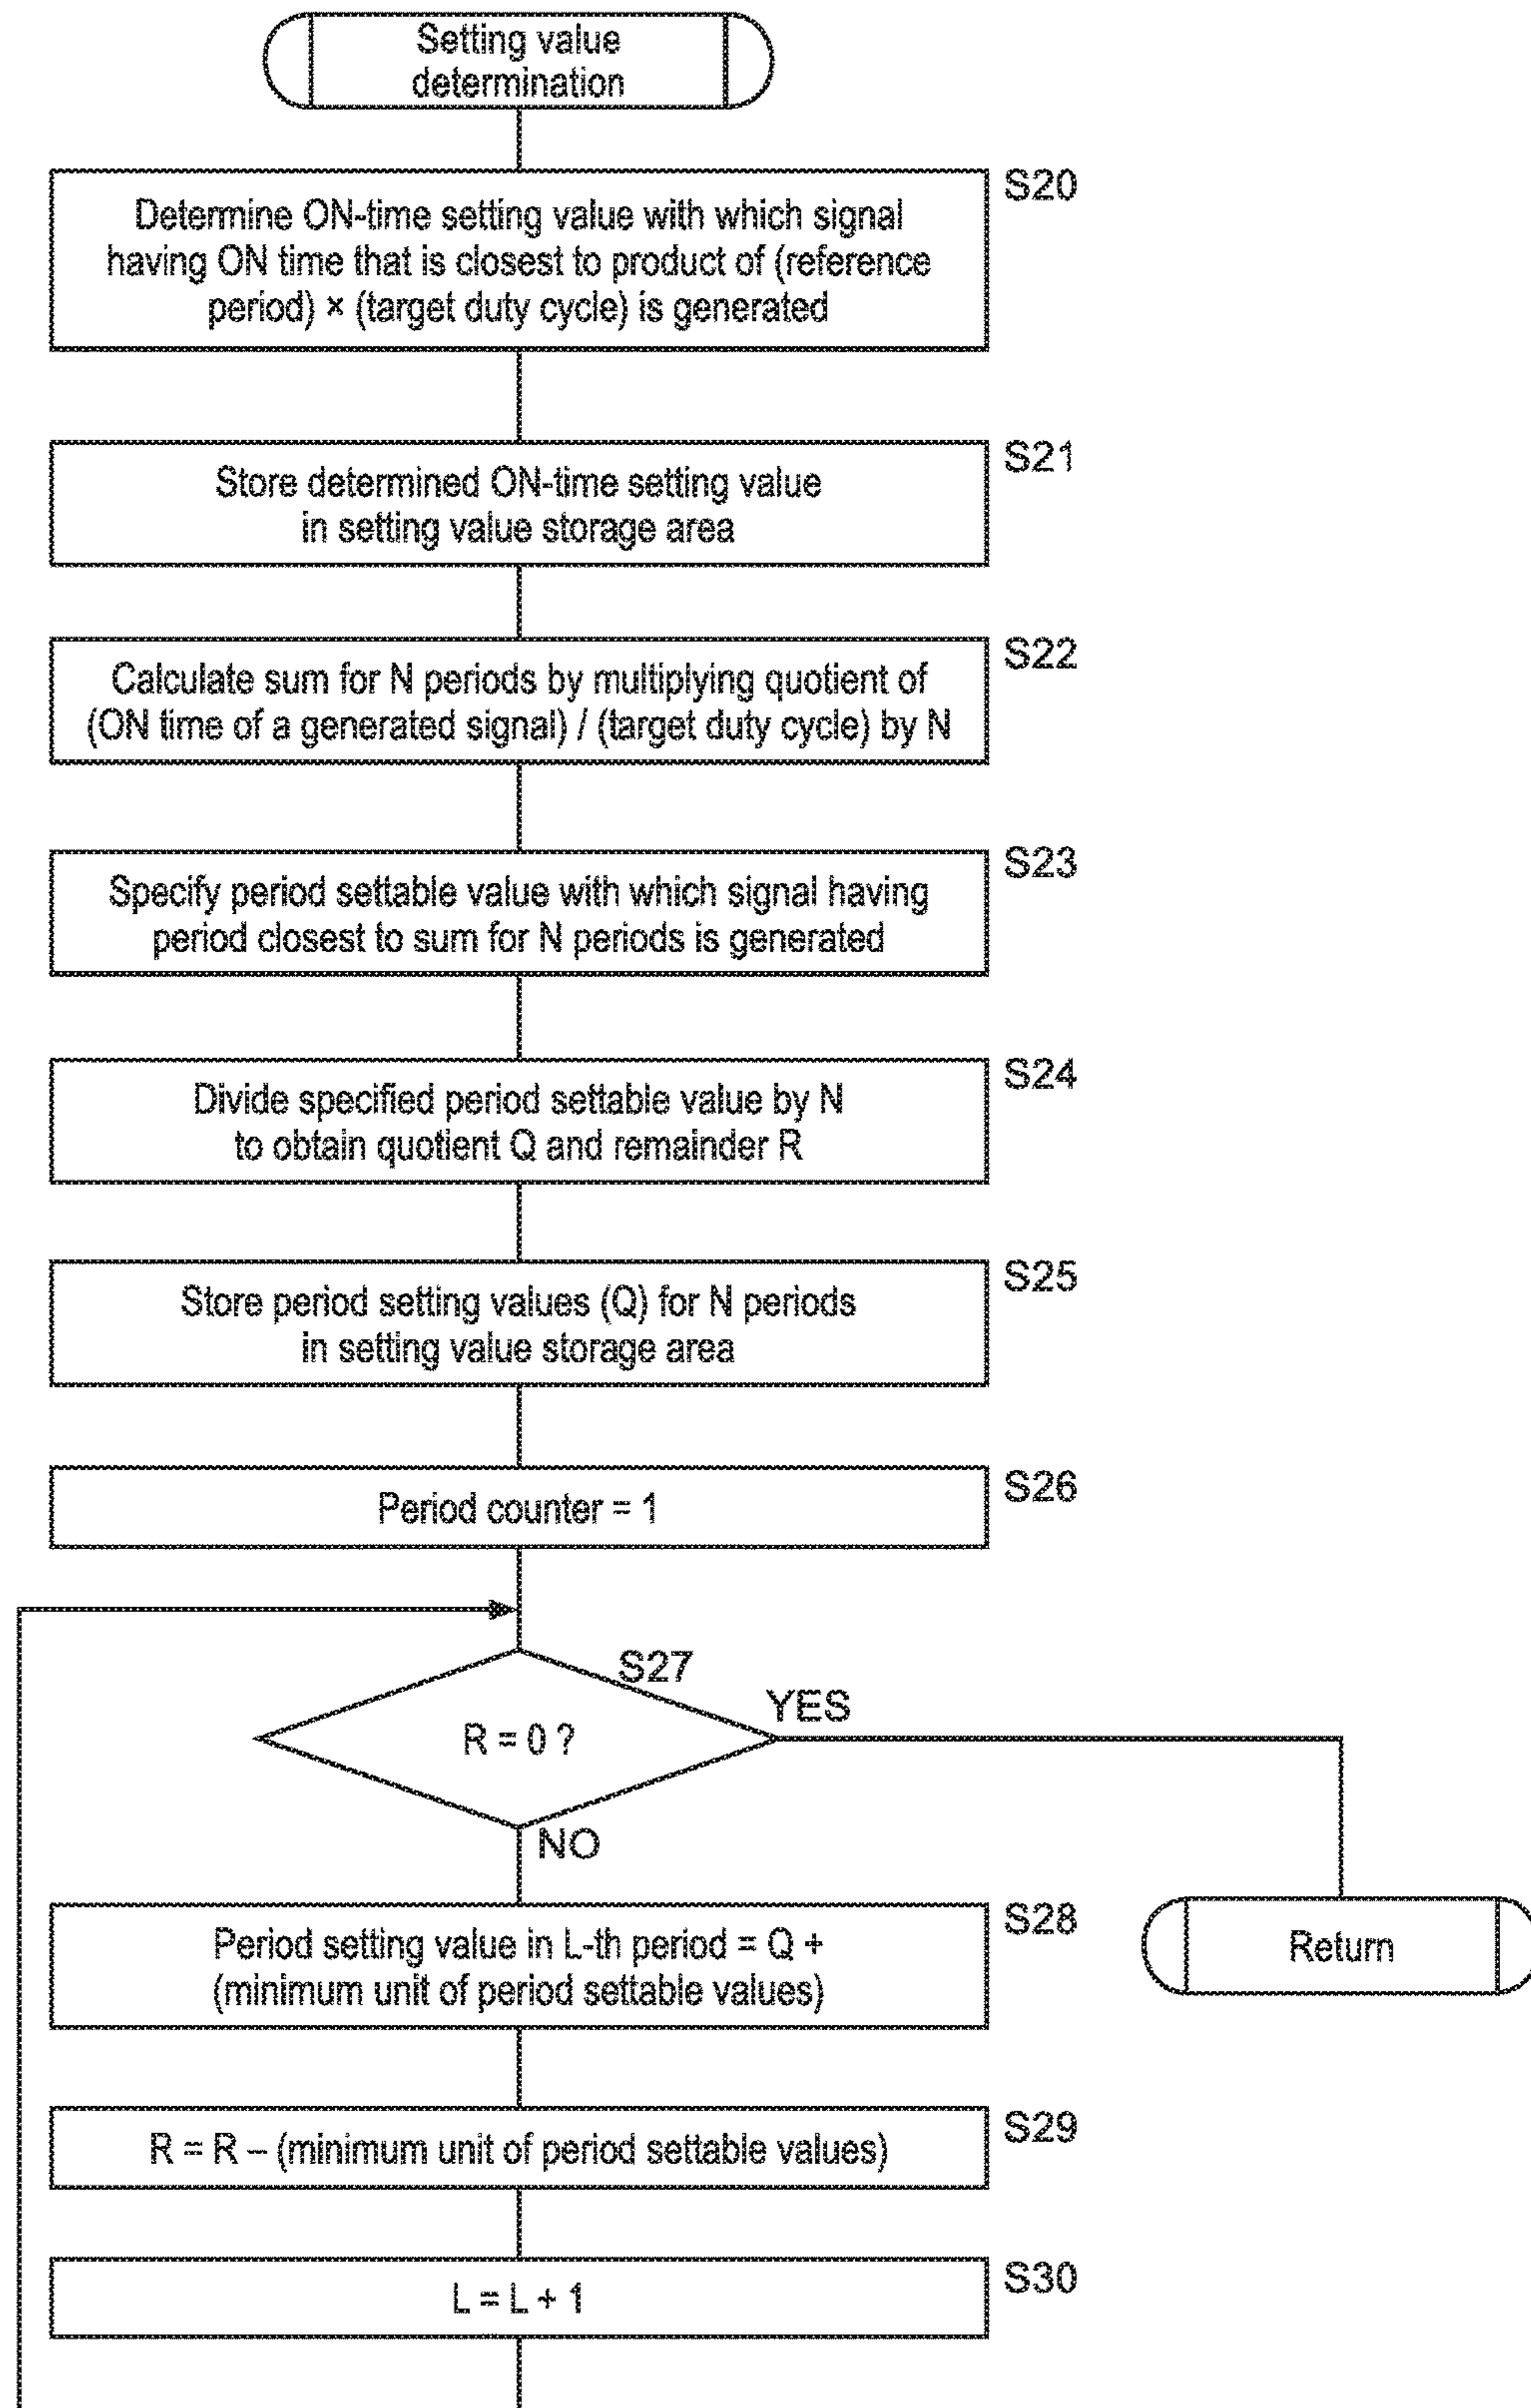 Setting value
determination
S20
Determine ON-time setting value with which signal
having ON time that is closest to product of (reference
period) × (target duty cycle) is generated
S21
Store determined ON-time setting value
in setting value storage area
S22
Calculate sum for N periods by multiplying quotient of
(ON time of a generated signal) / (target duty cycle) by N
S23
Specify period settable value with which signal having
period closest to sum for N periods is generated
S24
Divide specified period settable value by N
to obtain quotient Q and remainder R
S25
Store period setting values (Q) for N periods
in setting value storage area
S26
Period counter = 1
S27
YES
R = 0 ?
NO
S28
Period setting value in L-th period = Q +
(minimum unit of period settable values)
Return
S29
R = R – (minimum unit of period settable values)
S30
L = L + 1